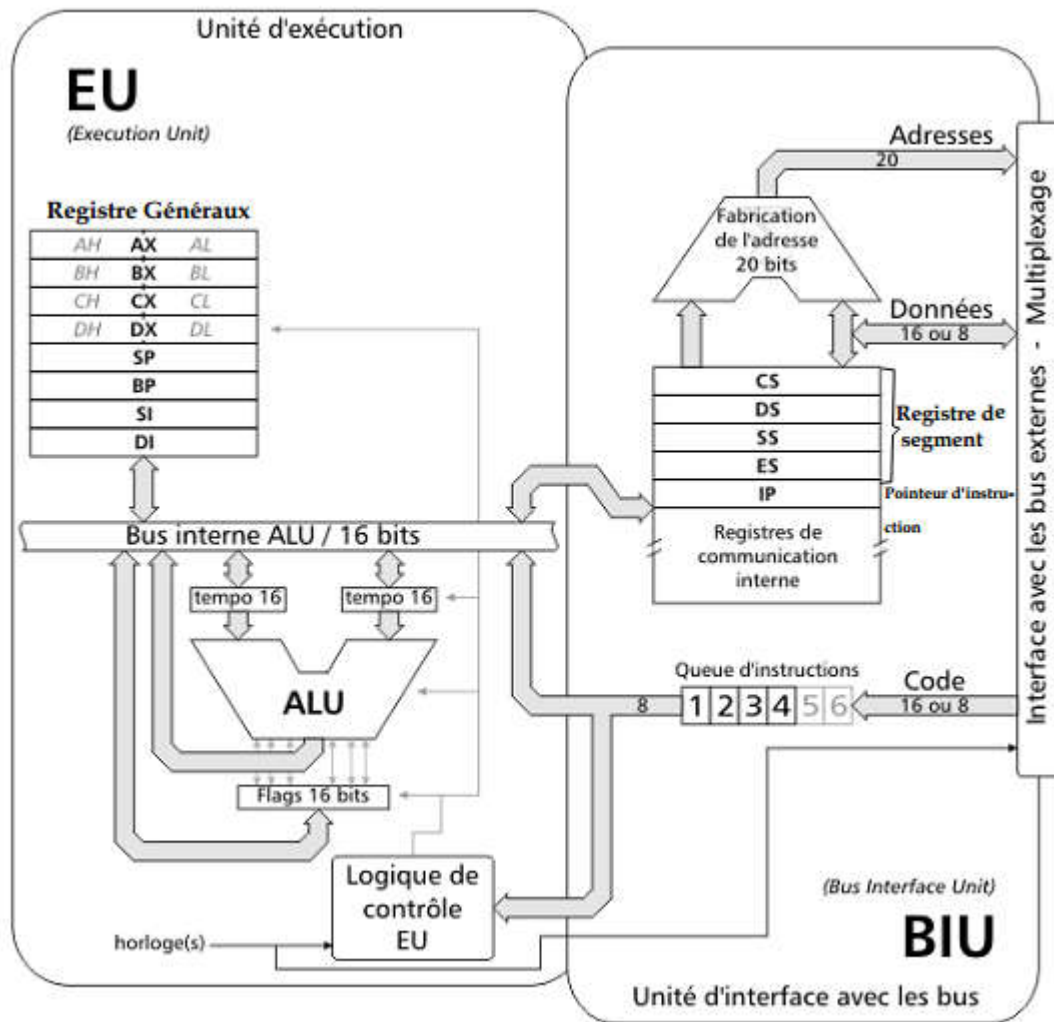 Unité d'exécution
EU
(Execution Unit)
Registre Généraux
AH AX AL
BH BX BL
CH CX CL
DH DX DL
SP
BP
SI
DI
Bus interne ALU / 16 bits
tempo 16 tempo 16
ALU
Flags 16 bits
Logique de
contrôle
EU
horloge(s)
Adresses
20
Fabrication
de l'adresse
20 bits
Données
16 ou 8
CS
DS
SS
ES
IP
Registre de
segment
Pointeur d'instru-
ction
Registres de
communication
interne
Queue d'instructions
8 1 2 3 4 5 6
Code
16 ou 8
Interface avec les bus externes - Multiplexage
(Bus Interface Unit)
BIU
Unité d'interface avec les bus